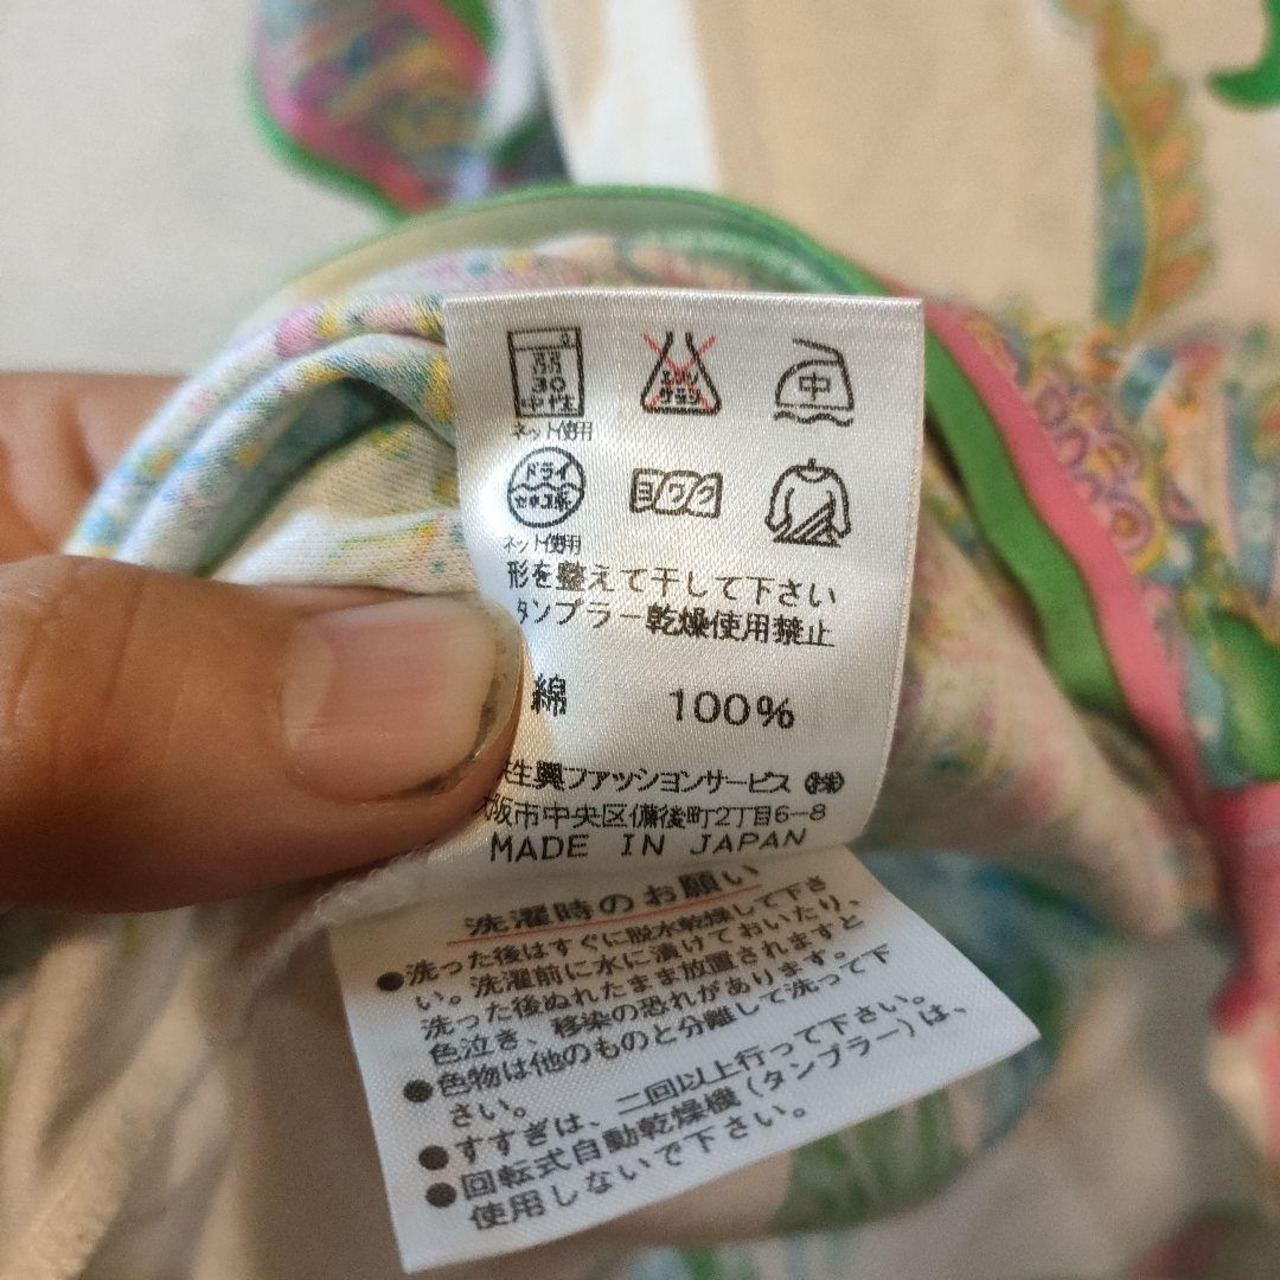 弱
30
中性
エンソ
サラシ
中
ネット使用
ドライ
セキユ系
ヨワク
ネット使用
形を整えて干して下さい
タンブラー乾燥使用禁止
綿 100%
生興ファッションサービス ㈱
大阪市中央区備後町2丁目6-8
MADE IN JAPAN
洗濯時のお願い
●洗った後はすぐに脱水乾燥して下さ
い。洗濯前に水に漬けておいたり、
洗った後ぬれたまま放置されますと
色泣き、移染の恐れがあります。
●色物は他のものと分離して洗って下
さい。
●すすぎは、二回以上行って下さい。
●回転式自動乾燥機(タンブラー)は、
使用しないで下さい。